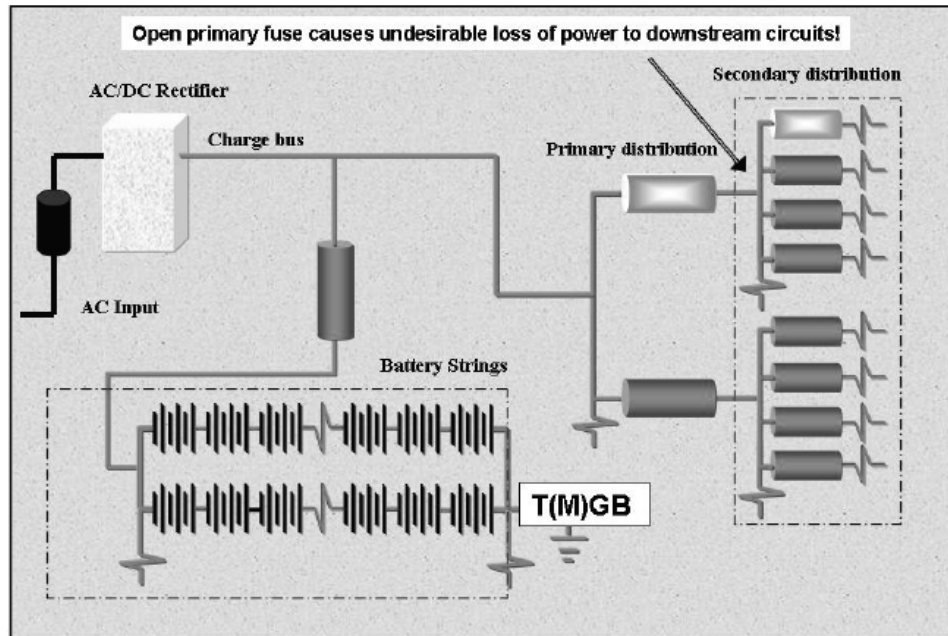 Open primary fuse causes undesirable loss of power to downstream circuits!
Secondary distribution
AC/DC Rectifier
Charge bus
Primary distribution
AC Input
Battery Strings
T(M)GB